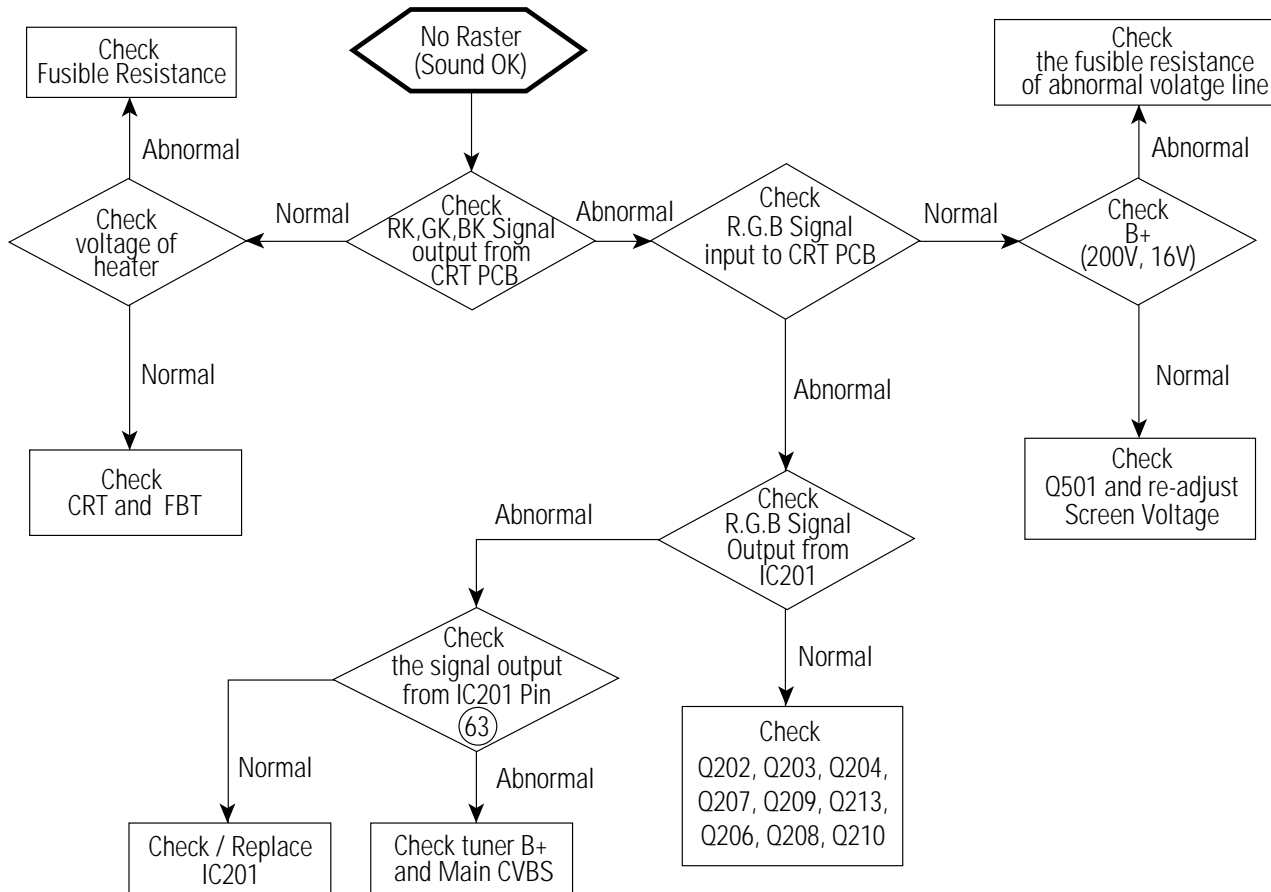 No Raster
(Sound OK)
Check
Fusible Resistance
Check
the fusible resistance
of abnormal volatge line
Abnormal
Abnormal
Check
voltage of
heater
Normal
Check
RK,GK,BK Signal
output from
CRT PCB
Abnormal
Check
R.G.B Signal
input to CRT PCB
Normal
Check
B+
(200V, 16V)
Normal
Abnormal
Normal
Check
CRT and FBT
Check
Q501 and re-adjust
Screen Voltage
Abnormal
Check
R.G.B Signal
Output from
IC201
Check
the signal output
from IC201 Pin
63
Normal
Normal
Abnormal
Check
Q202, Q203, Q204,
Q207, Q209, Q213,
Q206, Q208, Q210
Check / Replace
IC201
Check tuner B+
and Main CVBS